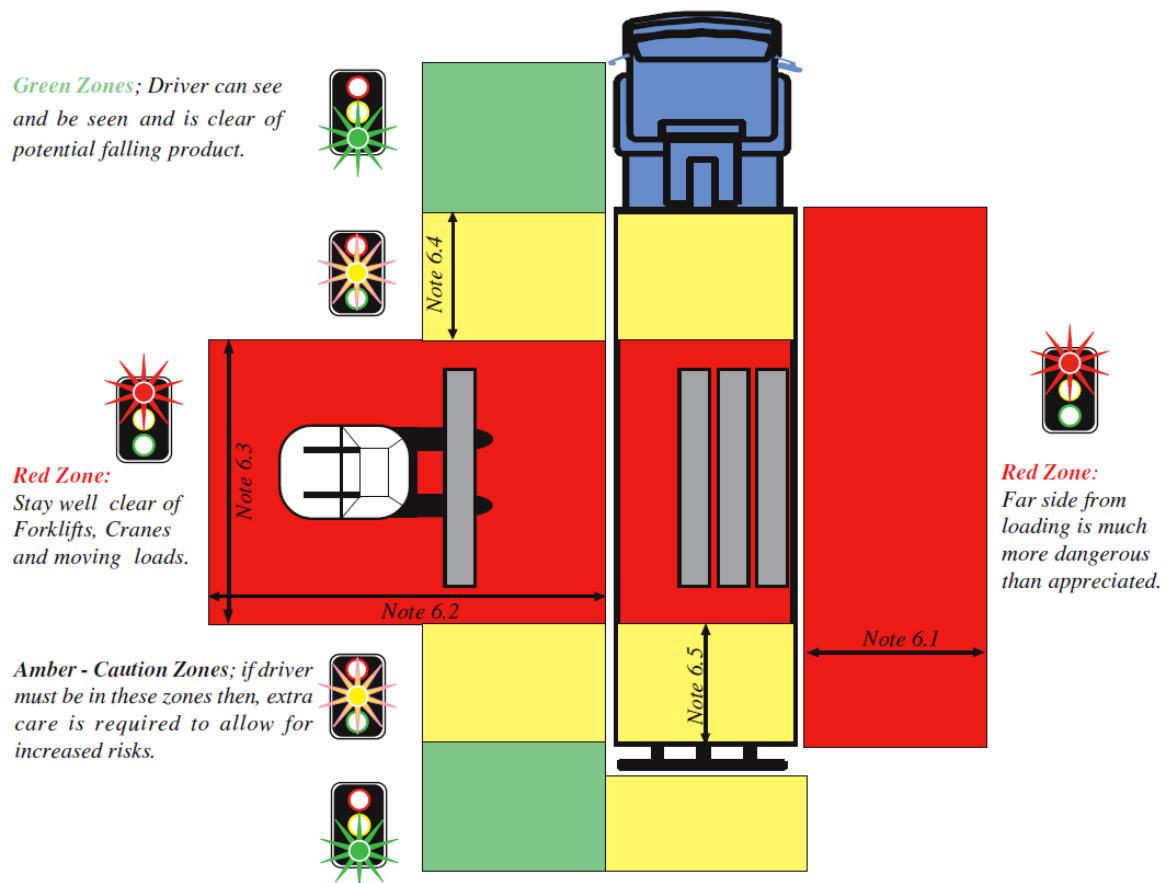 Green Zones; Driver can see
and be seen and is clear of
potential falling product.
Note 6.4
Red Zone:
Stay well clear of
Forklifts, Cranes
and moving loads.
Note 6.3
Note 6.2
Red Zone:
Far side from
loading is much
more dangerous
than appreciated.
Note 6.1
Note 6.5
Amber - Caution Zones; if driver
must be in these zones then, extra
care is required to allow for
increased risks.